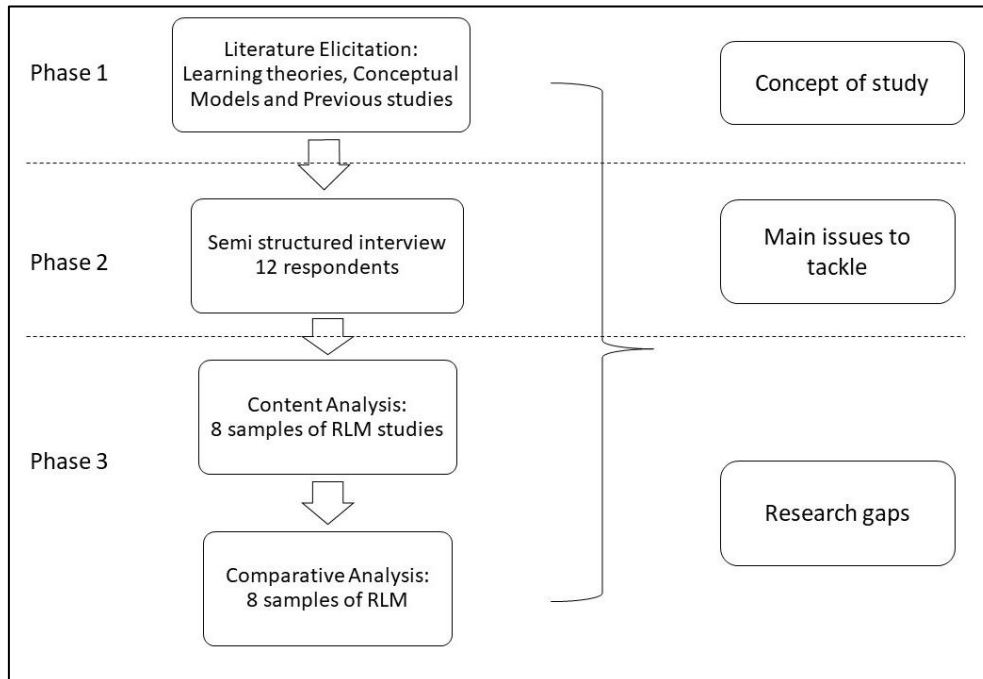 Phase 1
Literature Elicitation:
Learning theories, Conceptual
Models and Previous studies
Concept of study
Phase 2
Semi structured interview
12 respondents
Main issues to
tackle
Phase 3
Content Analysis:
8 samples of RLM studies
Comparative Analysis:
8 samples of RLM
Research gaps